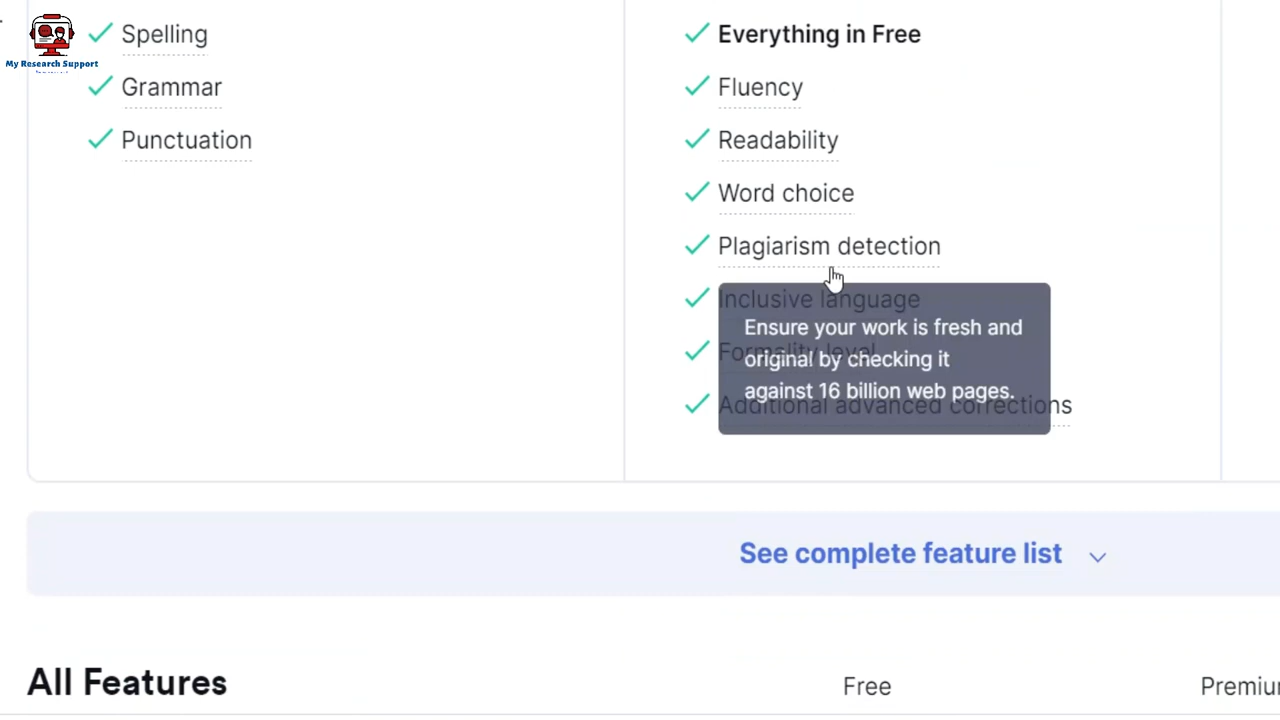 My Research Support
Spelling
Grammar
Punctuation
Everything in Free
Fluency
Readability
Word choice
Plagiarism detection
Inclusive language
Formality level
Additional advanced corrections
Ensure your work is fresh and
original by checking it
against 16 billion web pages.
See complete feature list
All Features
Free
Premiu